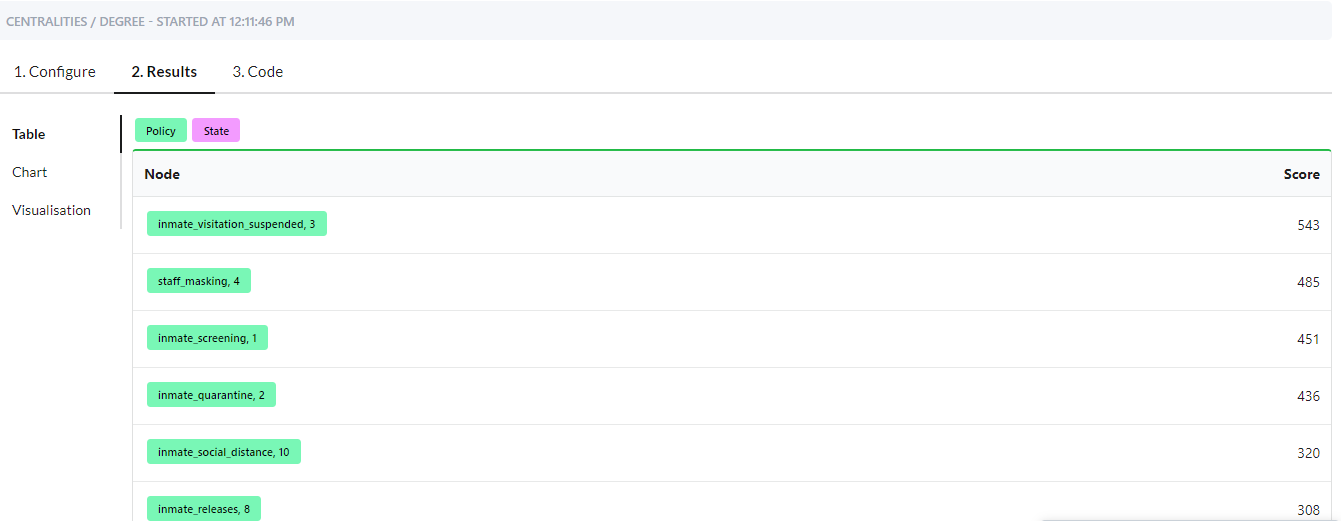 CENTRALITIES / DEGREE - STARTED AT 12:11:46 PM
1. Configure 2. Results 3. Code
Table
Chart
Visualisation
Policy State
Node Score
inmate_visitation_suspended, 3 543
staff_masking, 4 485
inmate_screening, 1 451
inmate_quarantine, 2 436
inmate_social_distance, 10 320
inmate_releases, 8 308